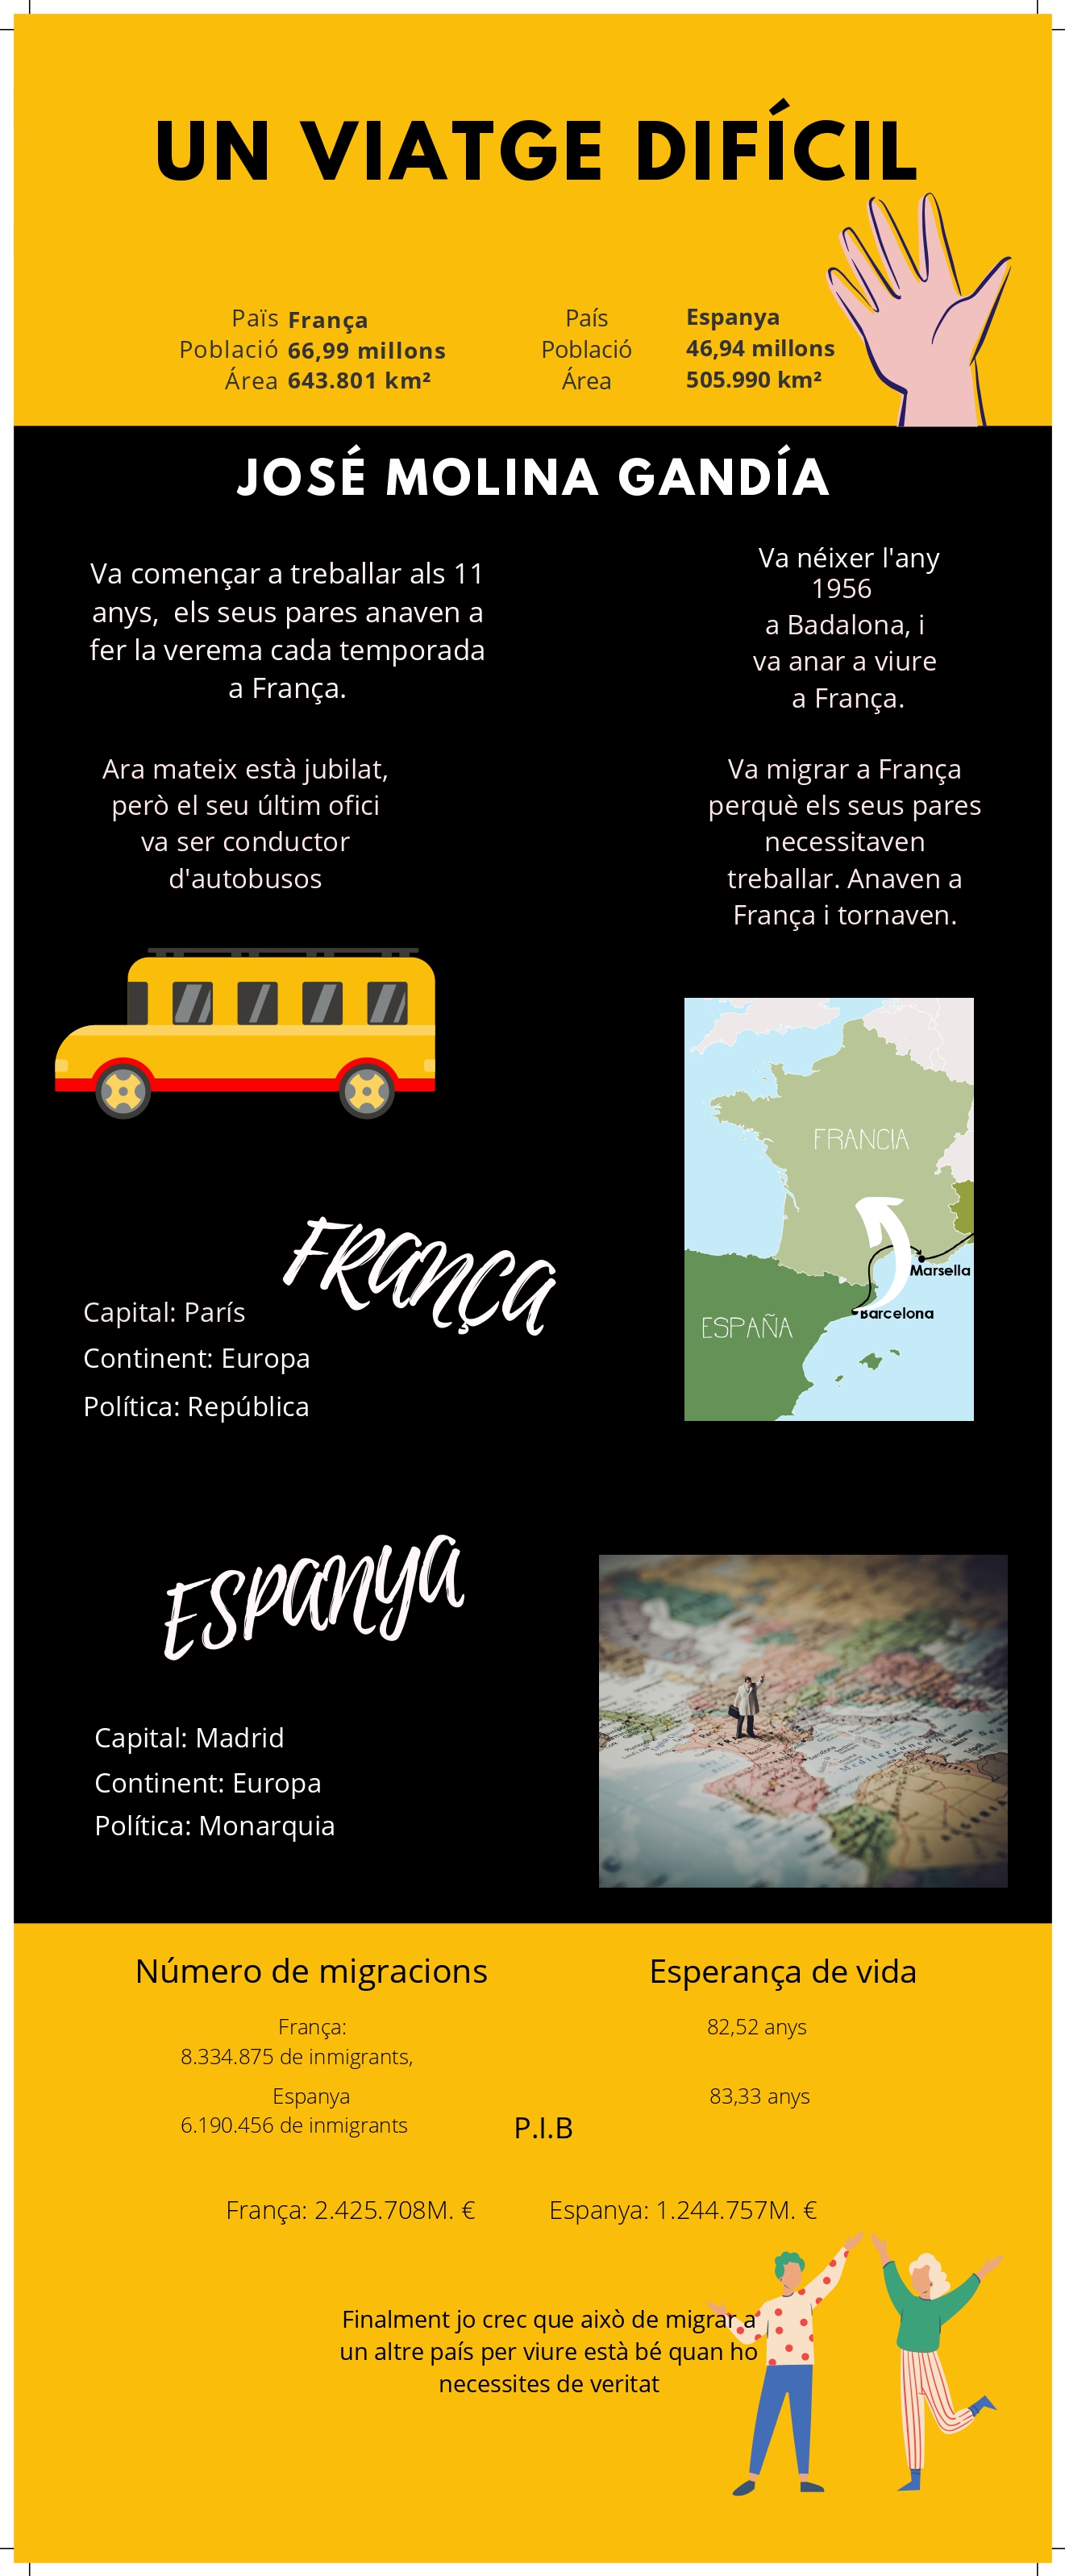 UN VIATGE DIFÍCIL
Païs França
Població 66,99 millons
Área 643.801 km²
País Espanya
Població 46,94 millons
Área 505.990 km²
JOSÉ MOLINA GANDÍA
Va començar a treballar als 11
anys, els seus pares anaven a
fer la verema cada temporada
a França.
Va néixer l'any
1956
a Badalona, i
va anar a viure
a França.
Ara mateix està jubilat,
però el seu últim ofici
va ser conductor
d'autobusos
Va migrar a França
perquè els seus pares
necessitaven
treballar. Anaven a
França i tornaven.
FRANCIA
Marsella
Barcelona
ESPAÑA
França
Capital: París
Continent: Europa
Política: República
Espanya
Capital: Madrid
Continent: Europa
Política: Monarquia
Número de migracions
França:
8.334.875 de inmigrants,
Espanya
6.190.456 de inmigrants
Esperança de vida
82,52 anys
83,33 anys
P.I.B
França: 2.425.708M. €
Espanya: 1.244.757M. €
Finalment jo crec que això de migrar a
un altre país per viure està bé quan ho
necessites de veritat